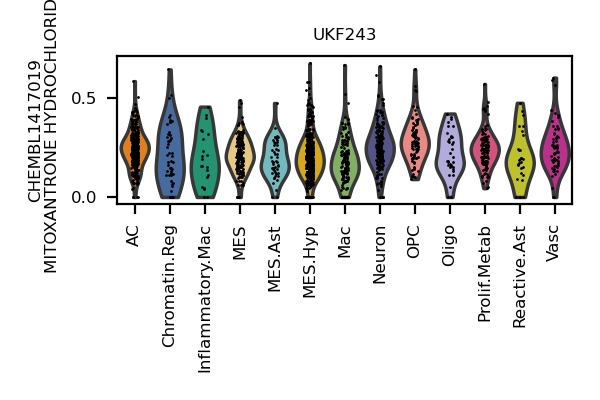 UKF243
CHEMBL1417019
MITOXANTRONE HYDROCHLORID
0.5
0.0
AC
Chromatin.Reg
Inflammatory.Mac
MES
MES.Ast
MES.Hyp
Mac
Neuron
OPC
Oligo
Prolif.Metab
Reactive.Ast
Vasc